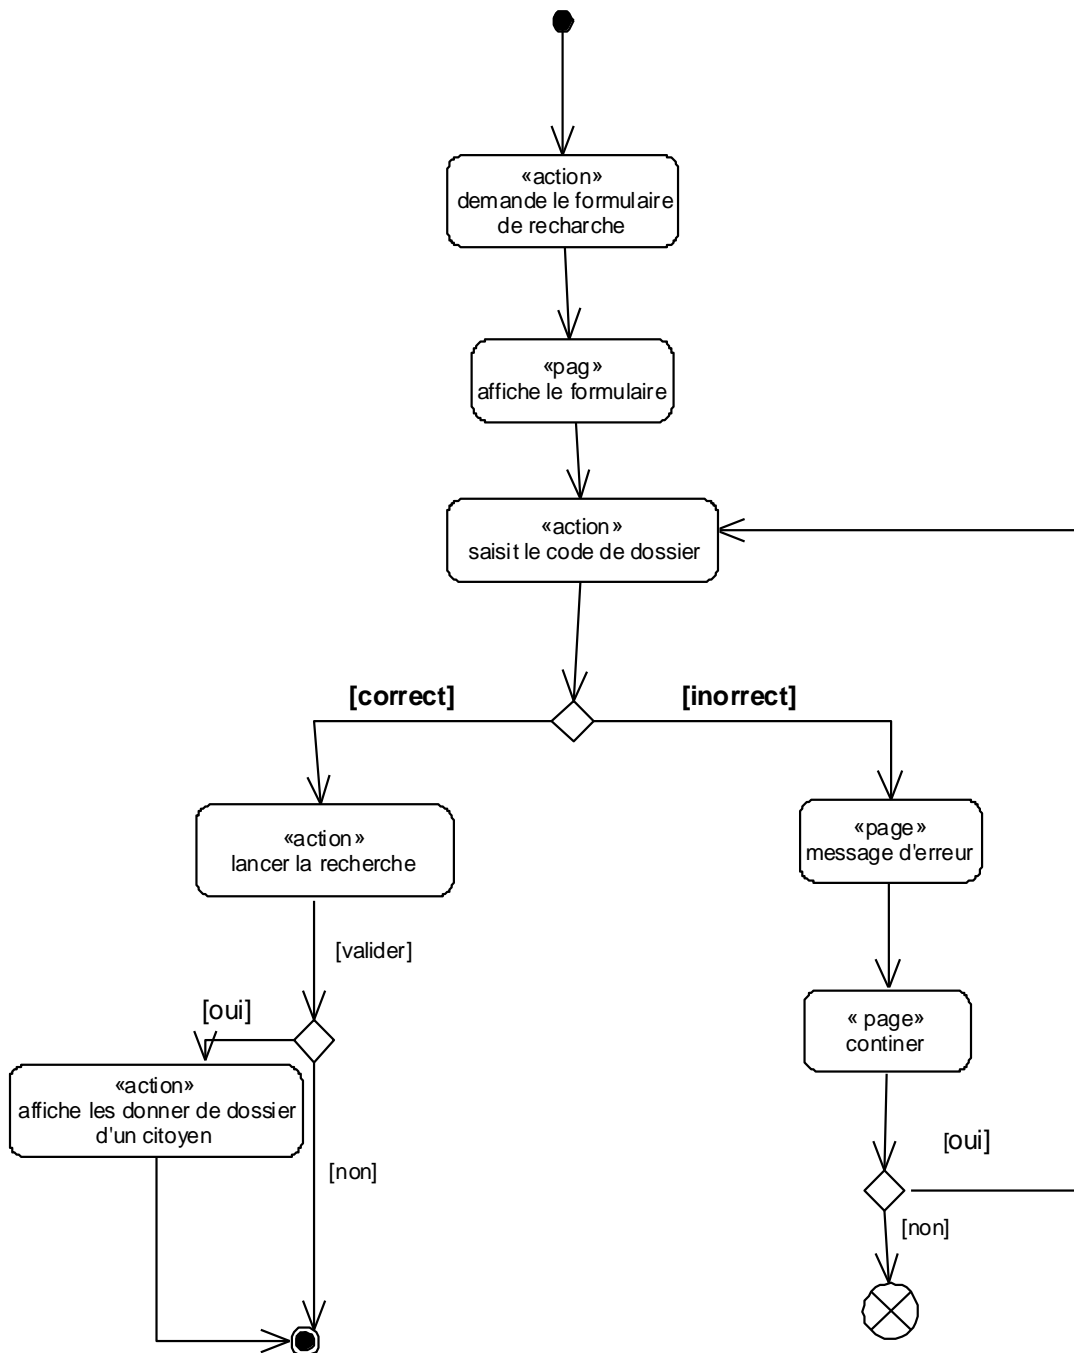 «action»
demande le formulaire
de recharche
«pag»
affiche le formulaire
«action»
saisit le code de dossier
[correct]
[inorrect]
«action»
lancer la recherche
«page»
message d'erreur
[valider]
« page»
continer
[oui]
«action»
affiche les donner de dossier
d'un citoyen
[oui]
[non]
[non]